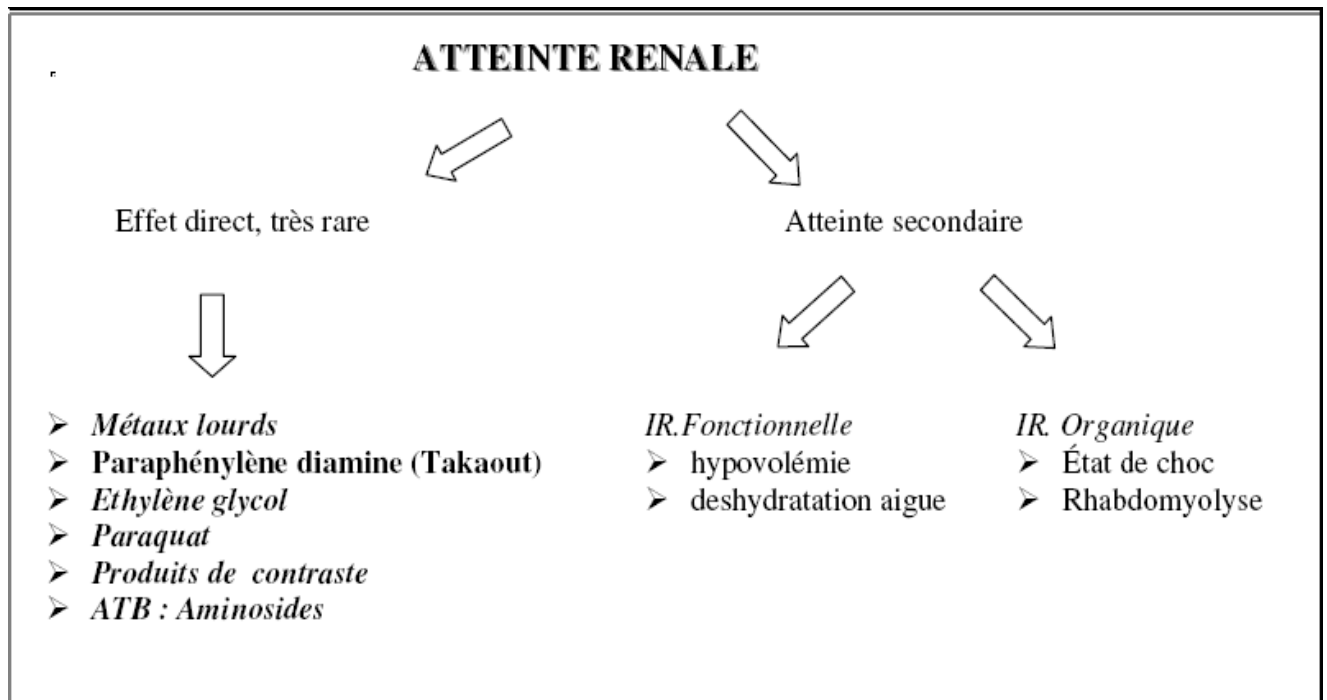 ATTEINTE RENALE
Effet direct, très rare
Atteinte secondaire
➢ Métaux lourds
➢ Paraphénylène diamine (Takaout)
➢ Ethylène glycol
➢ Paraquat
➢ Produits de contraste
➢ ATB : Aminosides
IR.Fonctionnelle
➢ hypovolémie
➢ deshydratation aigue
IR. Organique
➢ État de choc
➢ Rhabdomyolyse